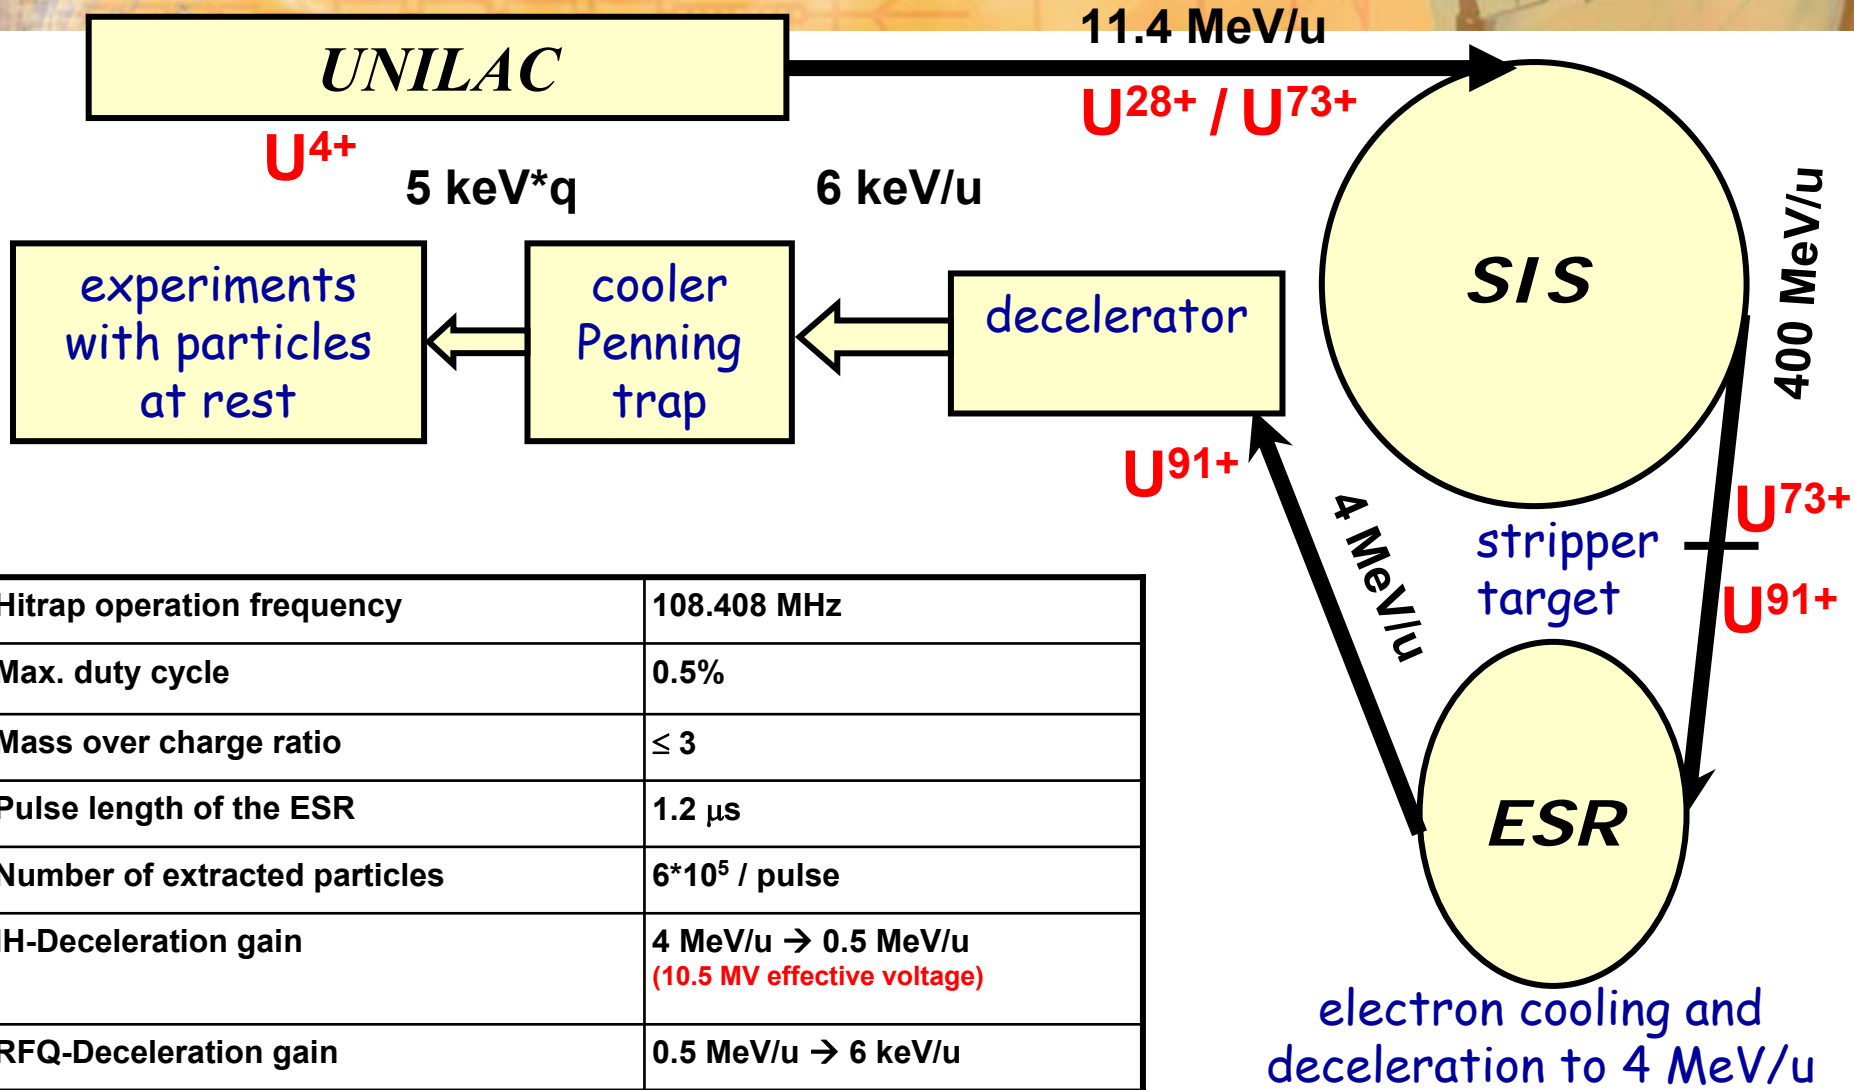 11.4 MeV/u
UNILAC
U28+ / U73+
U4+
5 keV*q
6 keV/u
experiments
with particles
at rest
cooler
Penning
trap
decelerator
SIS
400 MeV/u
U91+
4 MeV/u
U73+
stripper
target
U91+
ESR
electron cooling and
deceleration to 4 MeV/u
Hitrap operation frequency 108.408 MHz
Max. duty cycle 0.5%
Mass over charge ratio ≤ 3
Pulse length of the ESR 1.2 μs
Number of extracted particles 6*10⁵ / pulse
IH-Deceleration gain 4 MeV/u → 0.5 MeV/u
(10.5 MV effective voltage)
RFQ-Deceleration gain 0.5 MeV/u → 6 keV/u